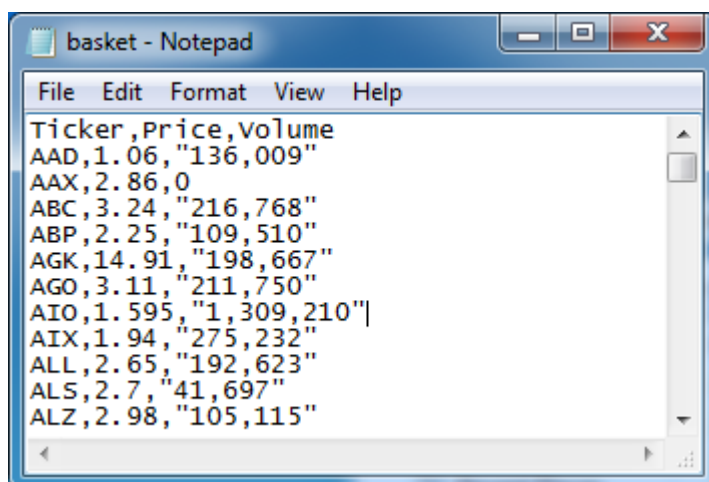 basket - Notepad
File Edit Format View Help
Ticker,Price,Volume
AAD,1.06,"136,009"
AAX,2.86,0
ABC,3.24,"216,768"
ABP,2.25,"109,510"
AGK,14.91,"198,667"
AGO,3.11,"211,750"
AIO,1.595,"1,309,210"
AIX,1.94,"275,232"
ALL,2.65,"192,623"
ALS,2.7,"41,697"
ALZ,2.98,"105,115"